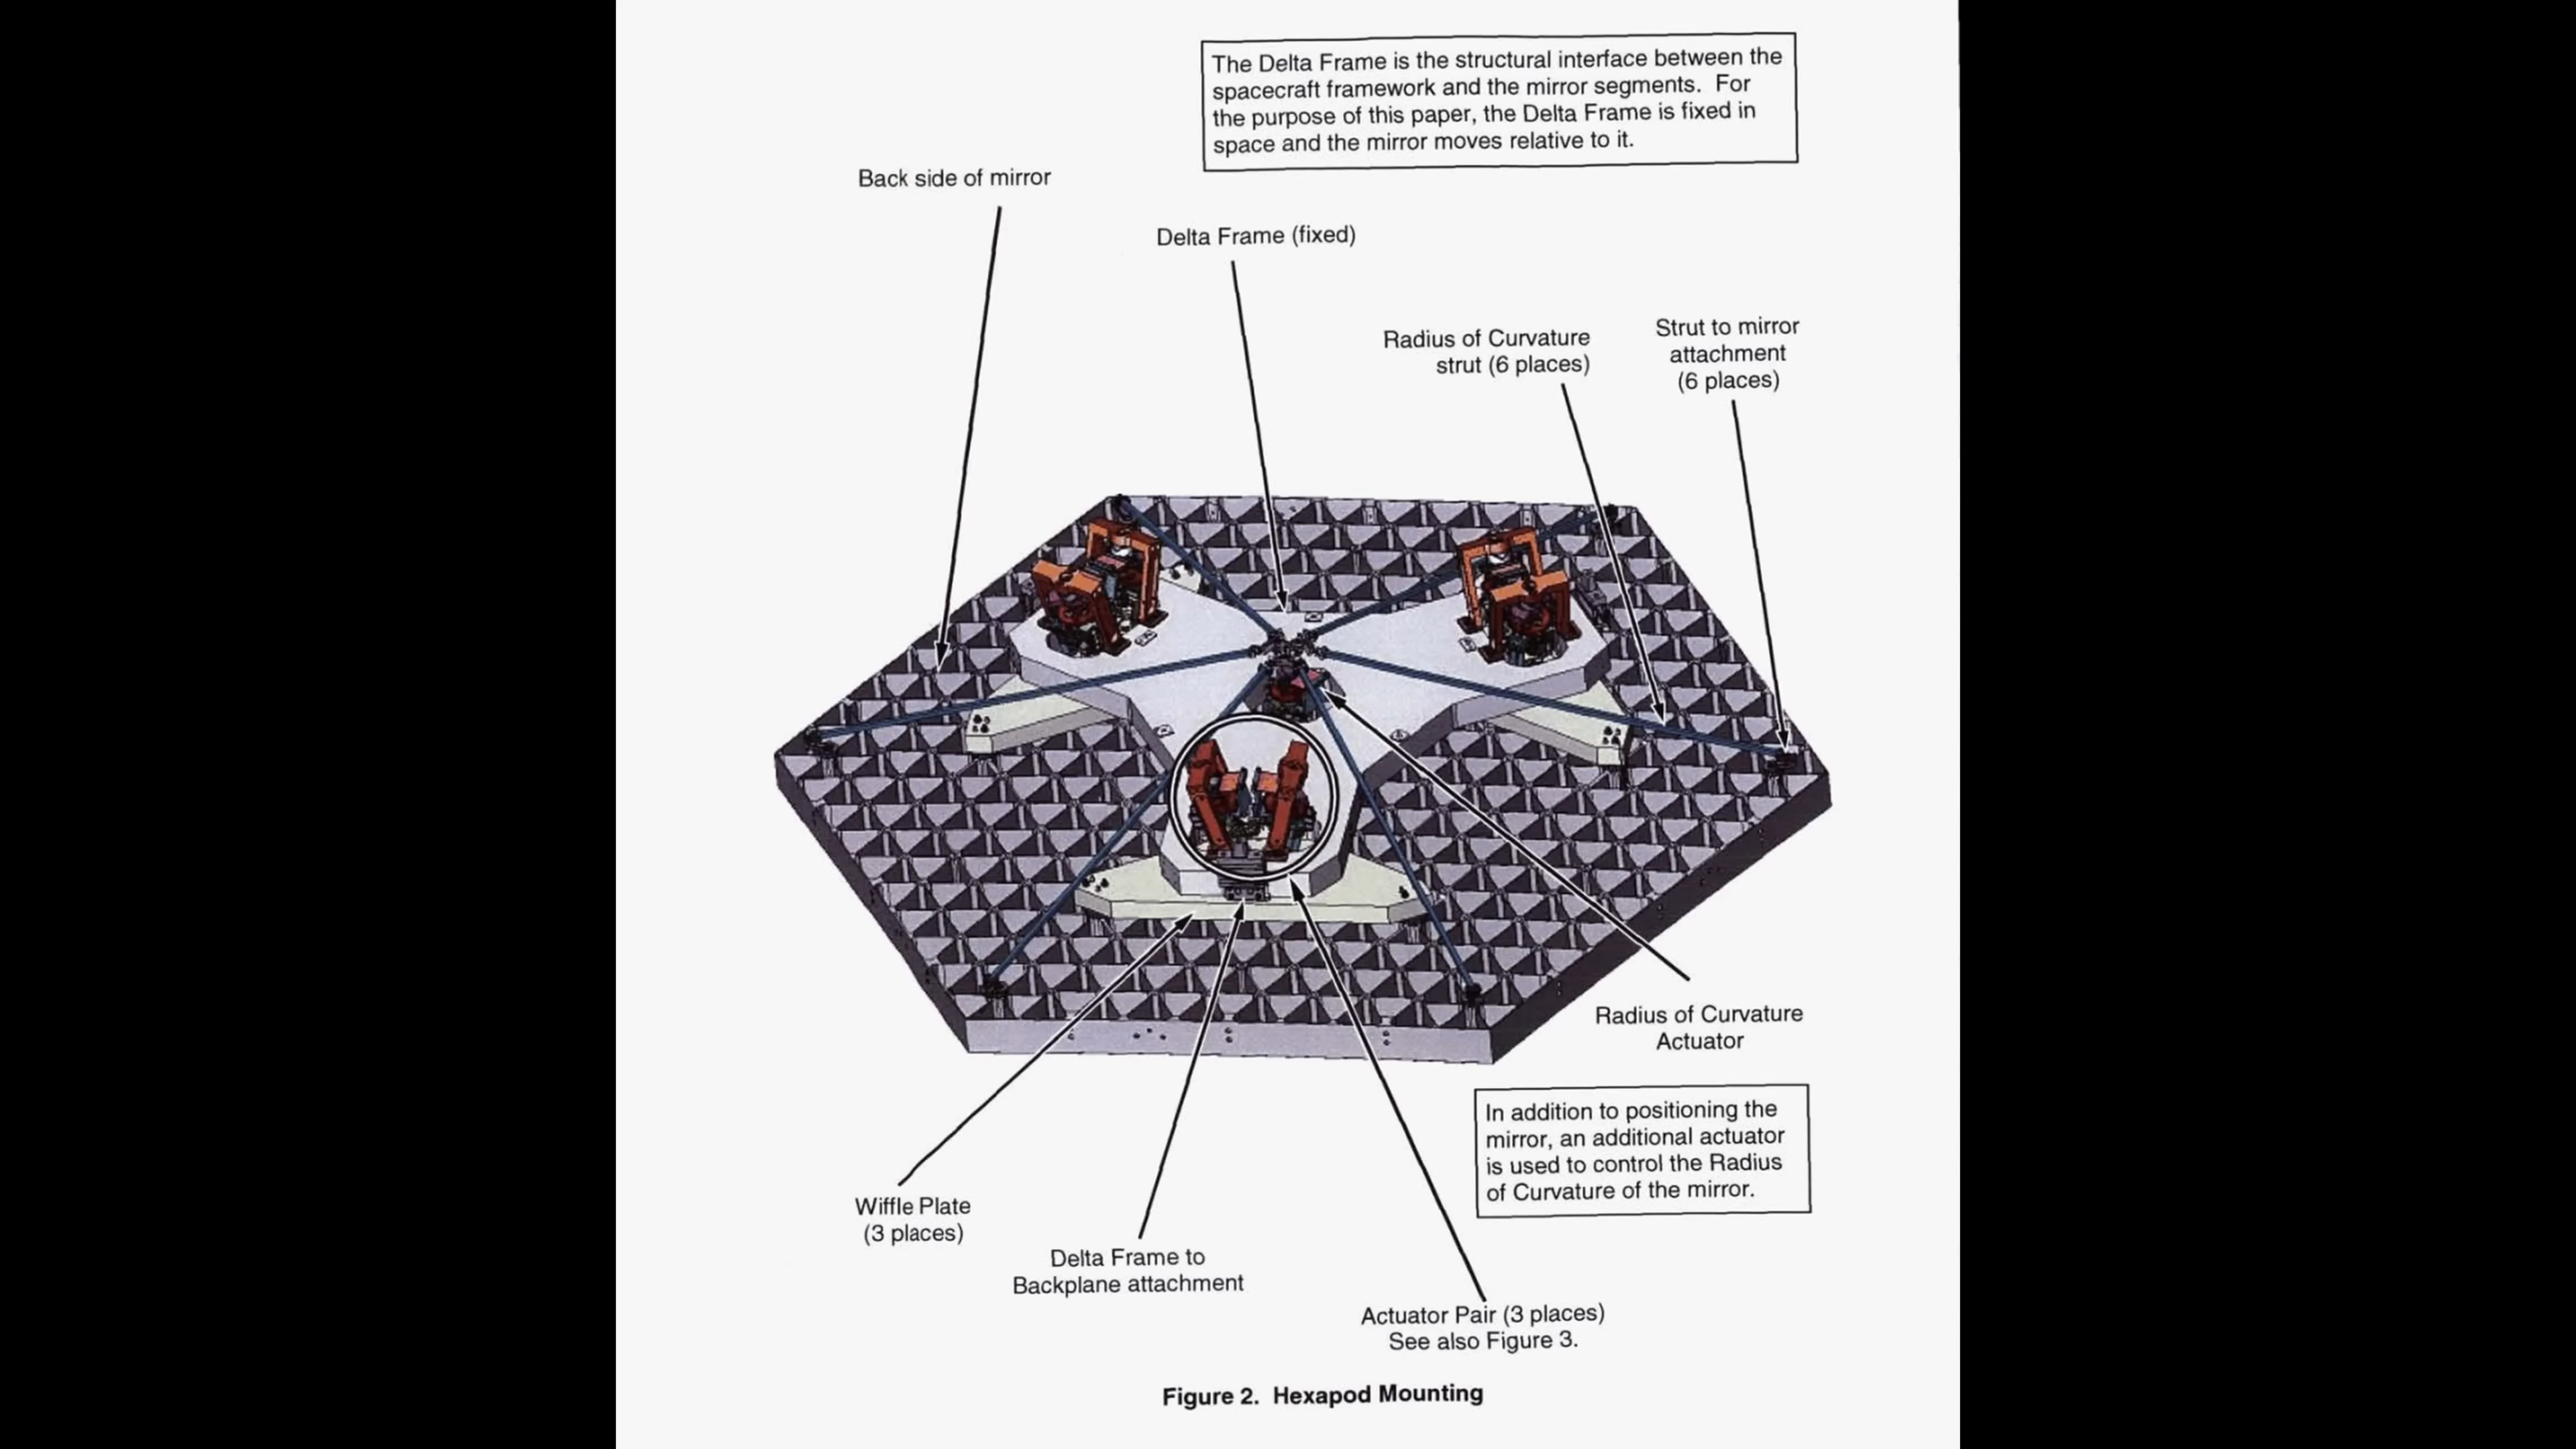 The Delta Frame is the structural interface between the
spacecraft framework and the mirror segments.  For
the purpose of this paper, the Delta Frame is fixed in
space and the mirror moves relative to it.
Back side of mirror
Delta Frame (fixed)
Radius of Curvature
strut (6 places)
Strut to mirror
attachment
(6 places)
Radius of Curvature
Actuator
In addition to positioning the
mirror, an additional actuator
is used to control the Radius
of Curvature of the mirror.
Wiffle Plate
(3 places)
Delta Frame to
Backplane attachment
Actuator Pair (3 places)
See also Figure 3.
Figure 2.  Hexapod Mounting